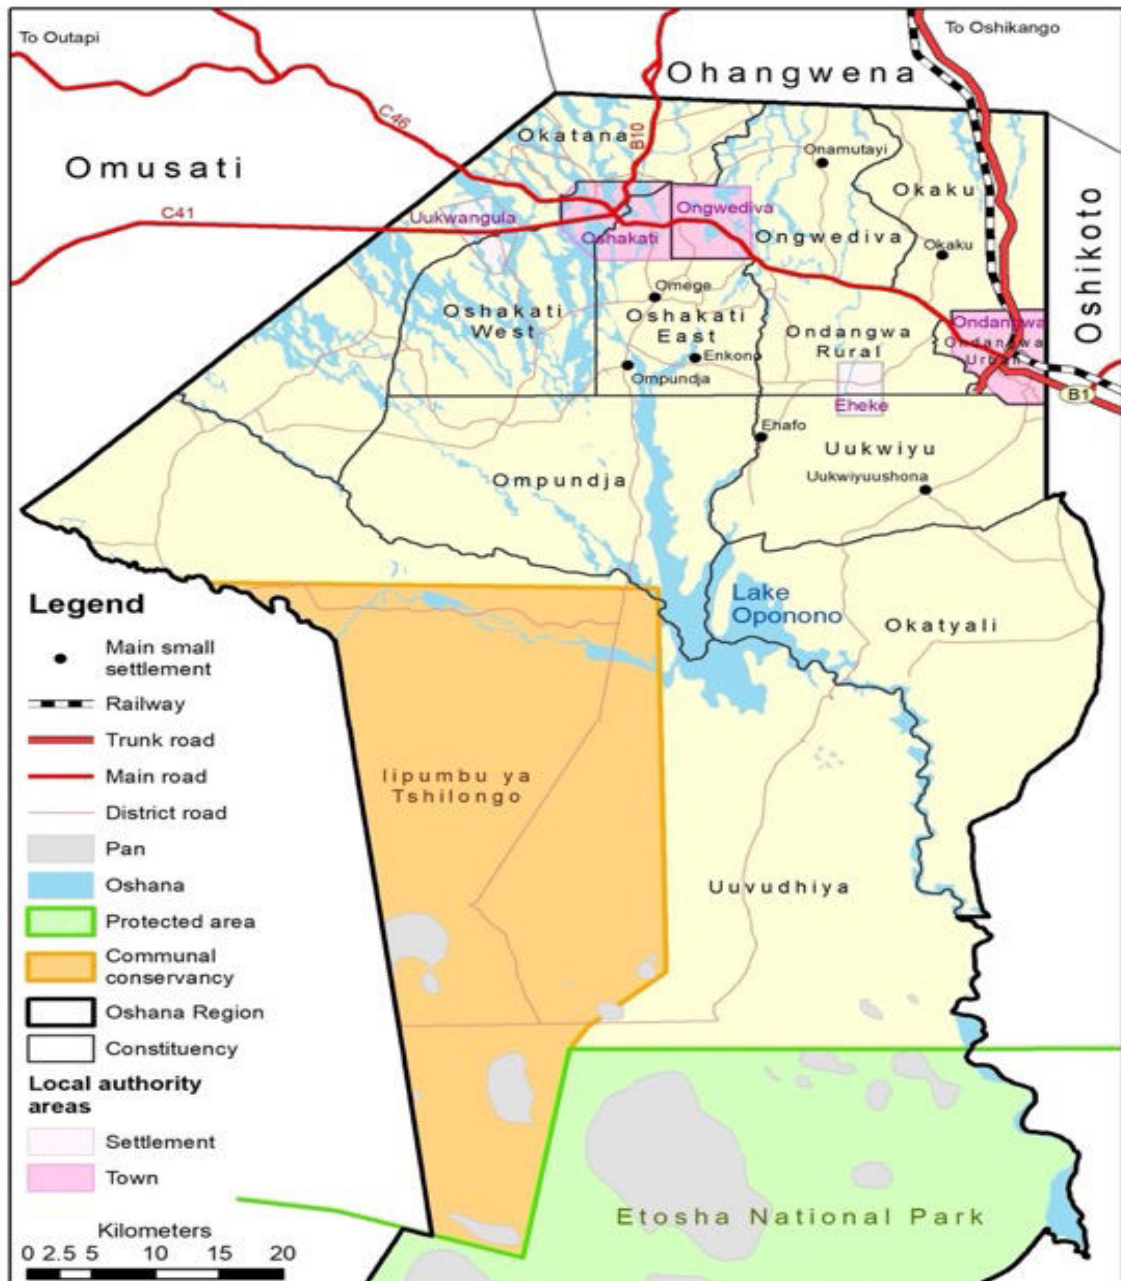 To Outapi
To Oshikango
Ohangwena
Omusati
C46
B10
Okatana
Onamutayi
Okaku
Oshikoto
C41
Uukwangula
Oshakati
Ongwediva
Ongwediva
Okaku
Omege
Oshakati
West
Oshakati
East
Enkono
Ompundja
Ondangwa
Rural
Ondangwa
Ondangwa
Urban
B1
Eheke
Ehafo
Uukwiyu
Uukwiyuushona
Ompundja
Lake
Oponono
Okatyali
Iipumbu ya
Tshilongo
Uuvudhiya
Etosha National Park
Legend
Main small
settlement
Railway
Trunk road
Main road
District road
Pan
Oshana
Protected area
Communal
conservancy
Oshana Region
Constituency
Local authority
areas
Settlement
Town
Kilometers
0 2.5 5 10 15 20